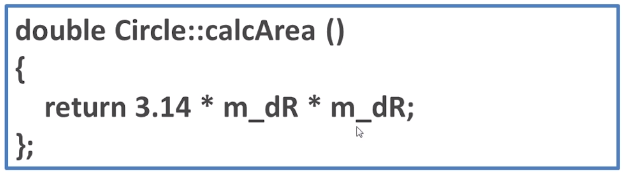 double Circle::calcArea ()
{
return 3.14 * m_dR * m_dR;
};